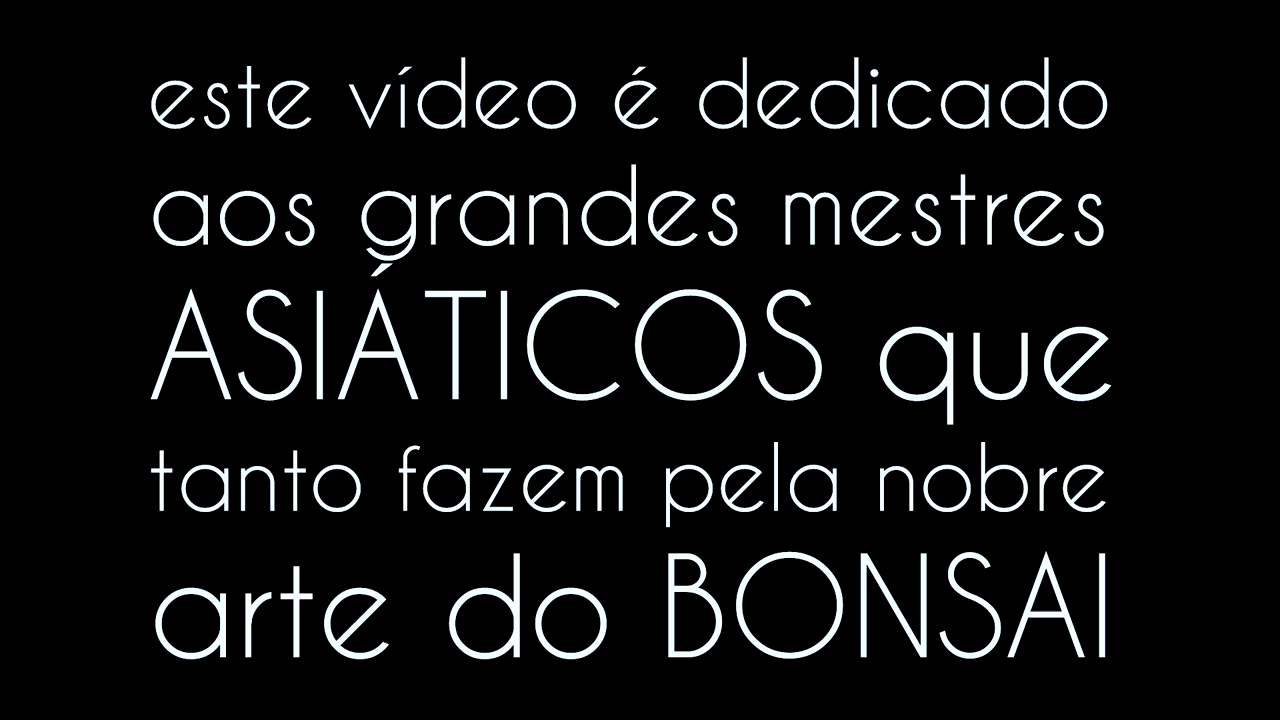 este vídeo é dedicado
aos grandes mestres
ASIÁTICOS que
tanto fazem pela nobre
arte do BONSAI